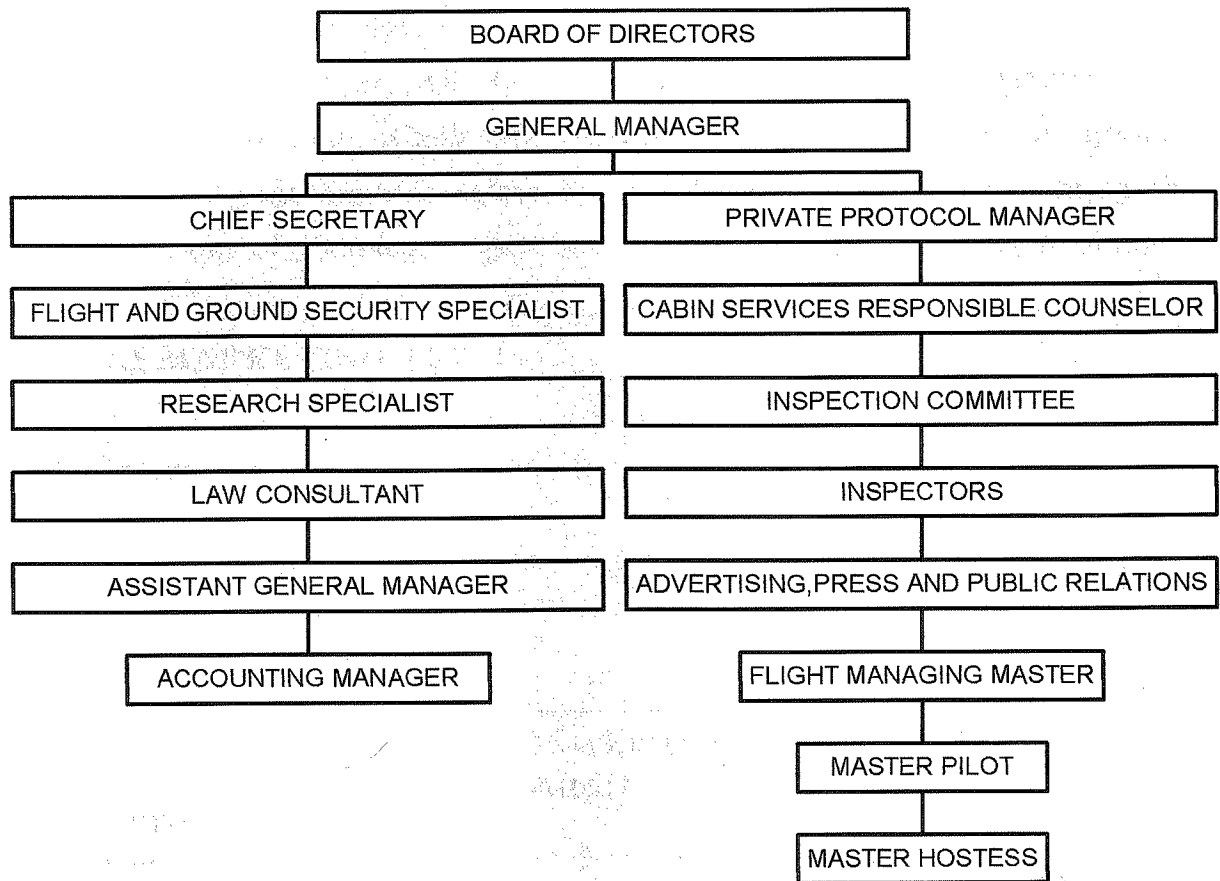 BOARD OF DIRECTORS
GENERAL MANAGER
CHIEF SECRETARY
PRIVATE PROTOCOL MANAGER
FLIGHT AND GROUND SECURITY SPECIALIST
CABIN SERVICES RESPONSIBLE COUNSELOR
RESEARCH SPECIALIST
INSPECTION COMMITTEE
LAW CONSULTANT
INSPECTORS
ASSISTANT GENERAL MANAGER
ADVERTISING,PRESS AND PUBLIC RELATIONS
ACCOUNTING MANAGER
FLIGHT MANAGING MASTER
MASTER PILOT
MASTER HOSTESS